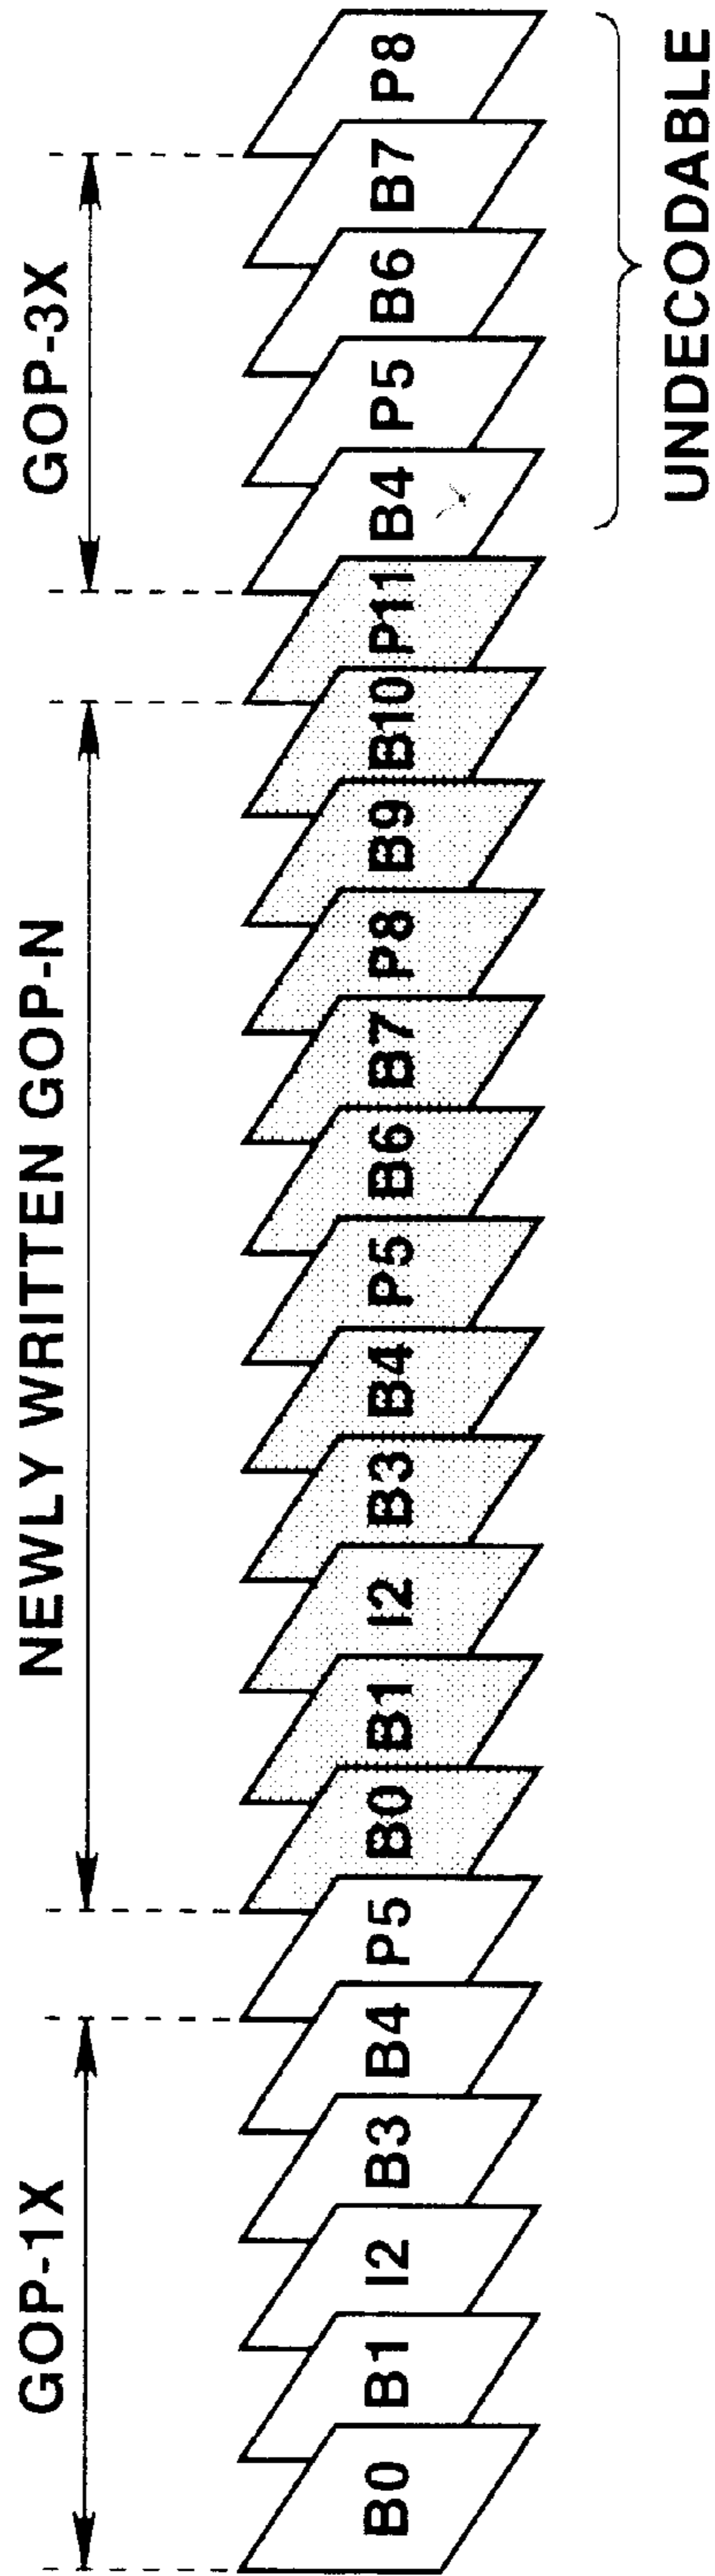 GOP-1X NEWLY WRITTEN GOP-N GOP-3X
B0 B1 I2 B3 B4 P5 B0 B1 I2 B3 B4 P5 B6 B7 P8 B9 B10 P11 B4 P5 B6 B7 P8
UNDECODABLE